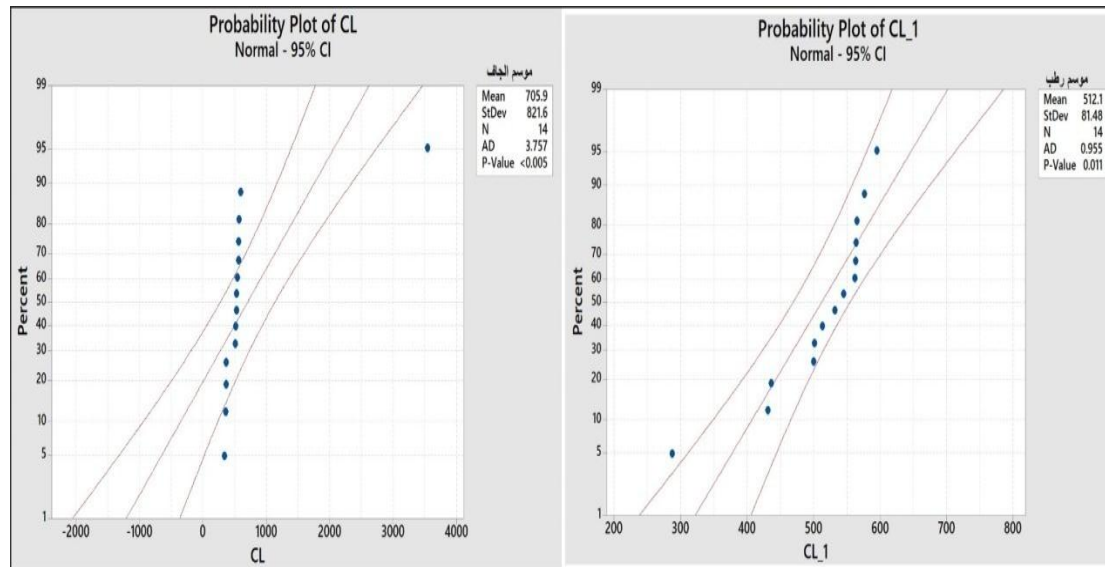 Probability Plot of CL
Normal - 95% CI
موسم الجاف
Mean 705.9
StDev 821.6
N 14
AD 3.757
P-Value <0.005
99
95
90
80
70
60
50
40
30
20
10
5
1
Percent
-2000 -1000 0 1000 2000 3000 4000
CL
Probability Plot of CL_1
Normal - 95% CI
موسم رطب
Mean 512.1
StDev 81.48
N 14
AD 0.955
P-Value 0.011
99
95
90
80
70
60
50
40
30
20
10
5
1
Percent
200 300 400 500 600 700 800
CL_1